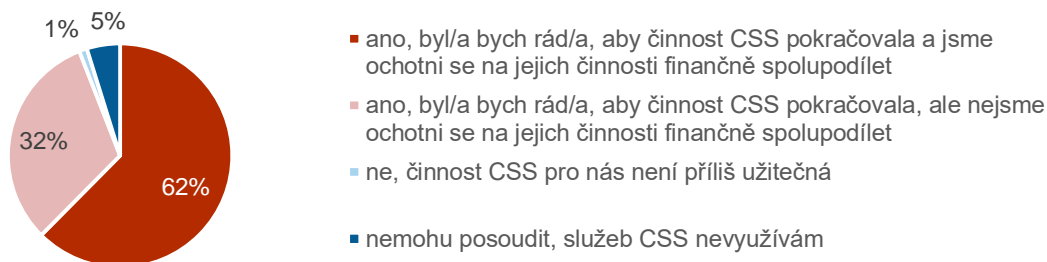 1%
5%
32%
62%
ano, byl/a bych rád/a, aby činnost CSS pokračovala a jsme
ochotni se na jejich činnosti finančně spolupodílet
ano, byl/a bych rád/a, aby činnost CSS pokračovala, ale nejsme
ochotni se na jejich činnosti finančně spolupodílet
ne, činnost CSS pro nás není příliš užitečná
nemohu posoudit, služeb CSS nevyužívám